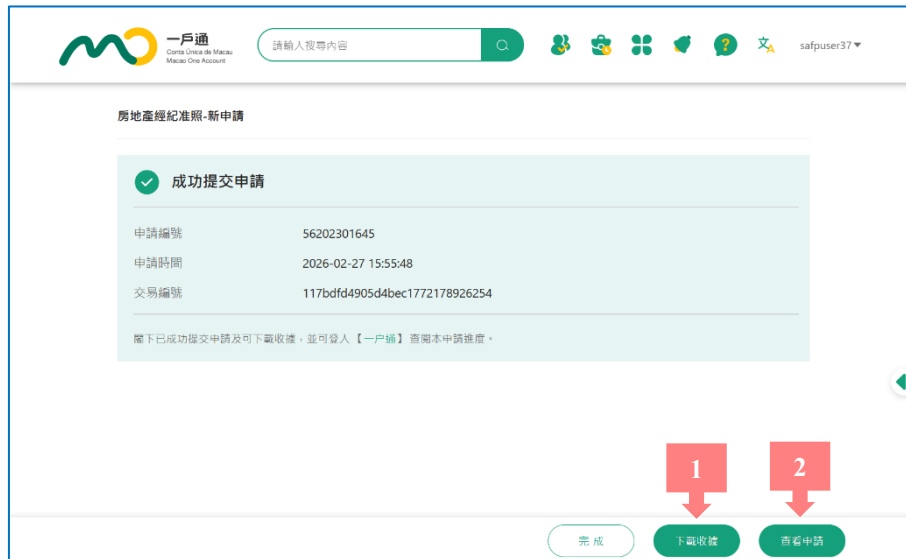 一戶通
Conta Única de Macau
Macao One Account
請輸入搜尋內容
?
文A
safpuser37▼
房地產經紀准照-新申請
成功提交申請
申請編號 56202301645
申請時間 2026-02-27 15:55:48
交易編號 117bdfd4905d4bec1772178926254
閣下已成功提交申請及可下載收據，並可登入【一戶通】查閱本申請進度。
1
2
完成
下載收據
查看申請